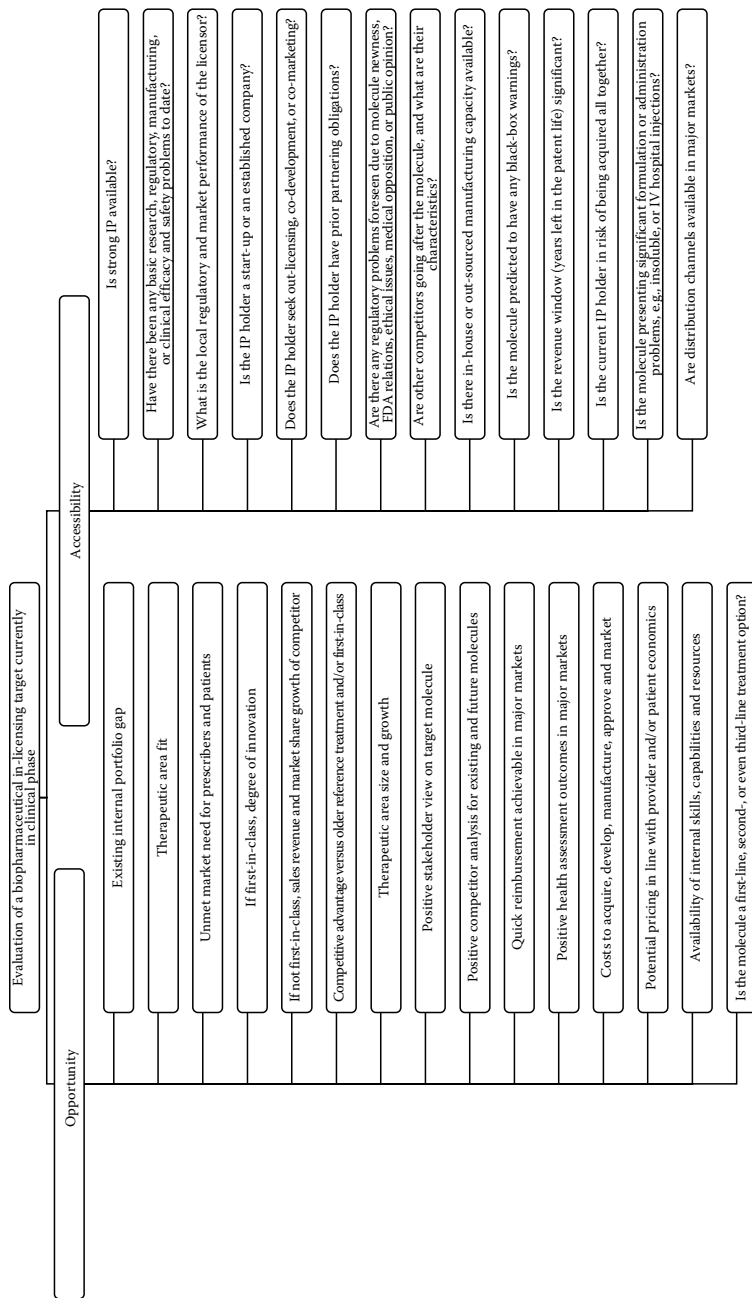 Evaluation of a biopharmaceutical in-licensing target currently
in clinical phase
Opportunity
Existing internal portfolio gap
Therapeutic area fit
Unmet market need for prescribers and patients
If first-in-class, degree of innovation
If not first-in-class, sales revenue and market share growth of competitor
Competitive advantage versus older reference treatment and/or first-in-class
Therapeutic area size and growth
Positive stakeholder view on target molecule
Positive competitor analysis for existing and future molecules
Quick reimbursement achievable in major markets
Positive health assessment outcomes in major markets
Costs to acquire, develop, manufacture, approve and market
Potential pricing in line with provider and/or patient economics
Availability of internal skills, capabilities and resources
Is the molecule a first-line, second-, or even third-line treatment option?
Accessibility
Is strong IP available?
Have there been any basic research, regulatory, manufacturing,
or clinical efficacy and safety problems to date?
What is the local regulatory and market performance of the licensor?
Is the IP holder a start-up or an established company?
Does the IP holder seek out-licensing, co-development, or co-marketing?
Does the IP holder have prior partnering obligations?
Are there any regulatory problems foreseen due to molecule newness,
FDA relations, ethical issues, medical opposition, or public opinion?
Are other competitors going after the molecule, and what are their
characteristics?
Is there in-house or out-sourced manufacturing capacity available?
Is the molecule predicted to have any black-box warnings?
Is the revenue window (years left in the patent life) significant?
Is the current IP holder in risk of being acquired all together?
Is the molecule presenting significant formulation or administration
problems, e.g., insoluble, or IV hospital injections?
Are distribution channels available in major markets?